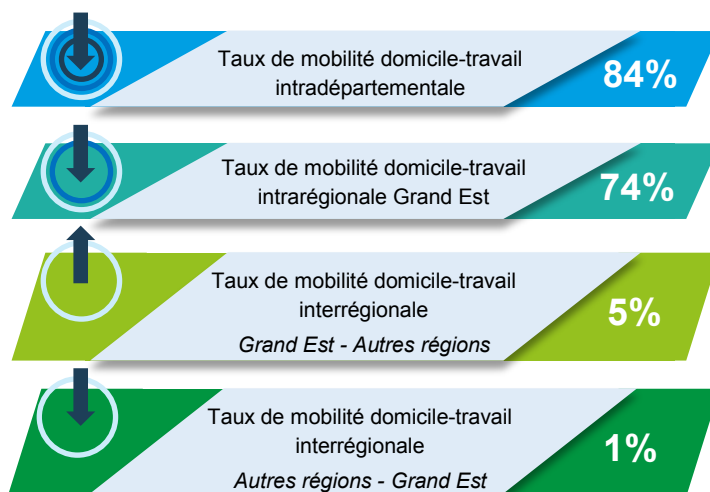 Taux de mobilité domicile-travail
intradépartementale
84%
Taux de mobilité domicile-travail
intrarégionale Grand Est
74%
Taux de mobilité domicile-travail
interrégionale
Grand Est - Autres régions
5%
Taux de mobilité domicile-travail
interrégionale
Autres régions - Grand Est
1%